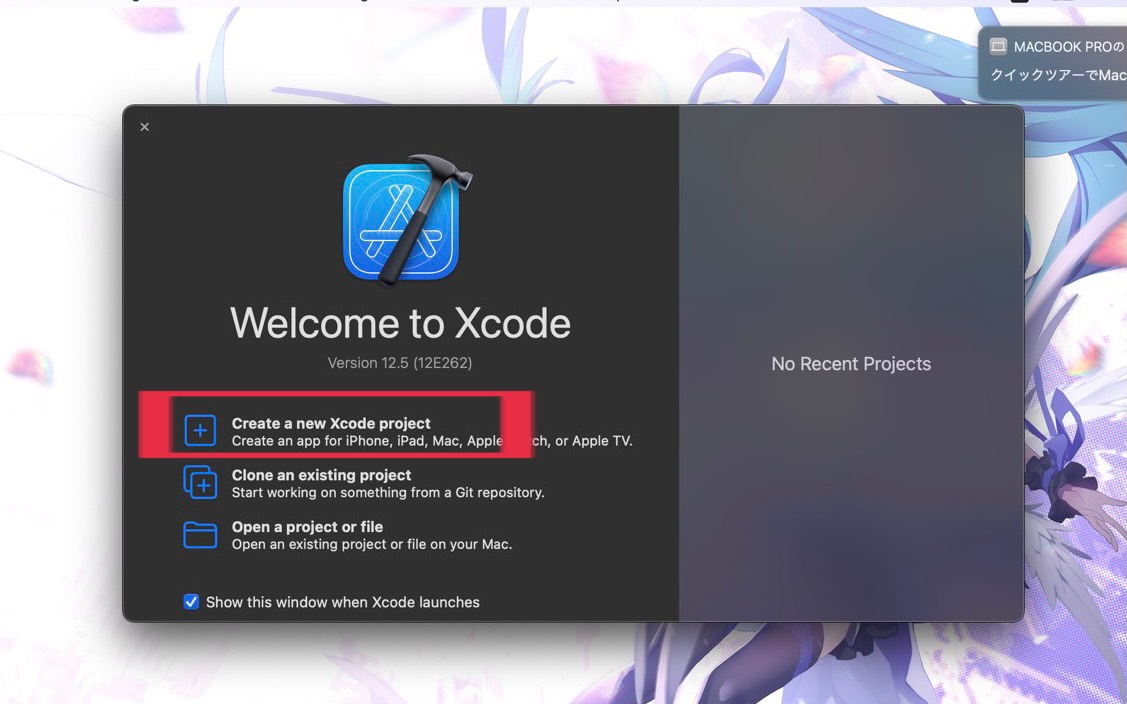 MACBOOK PROの
クイックツアーでMac
Welcome to Xcode
Version 12.5 (12E262)
No Recent Projects
Create a new Xcode project
Create an app for iPhone, iPad, Mac, Apple ch, or Apple TV.
Clone an existing project
Start working on something from a Git repository.
Open a project or file
Open an existing project or file on your Mac.
Show this window when Xcode launches